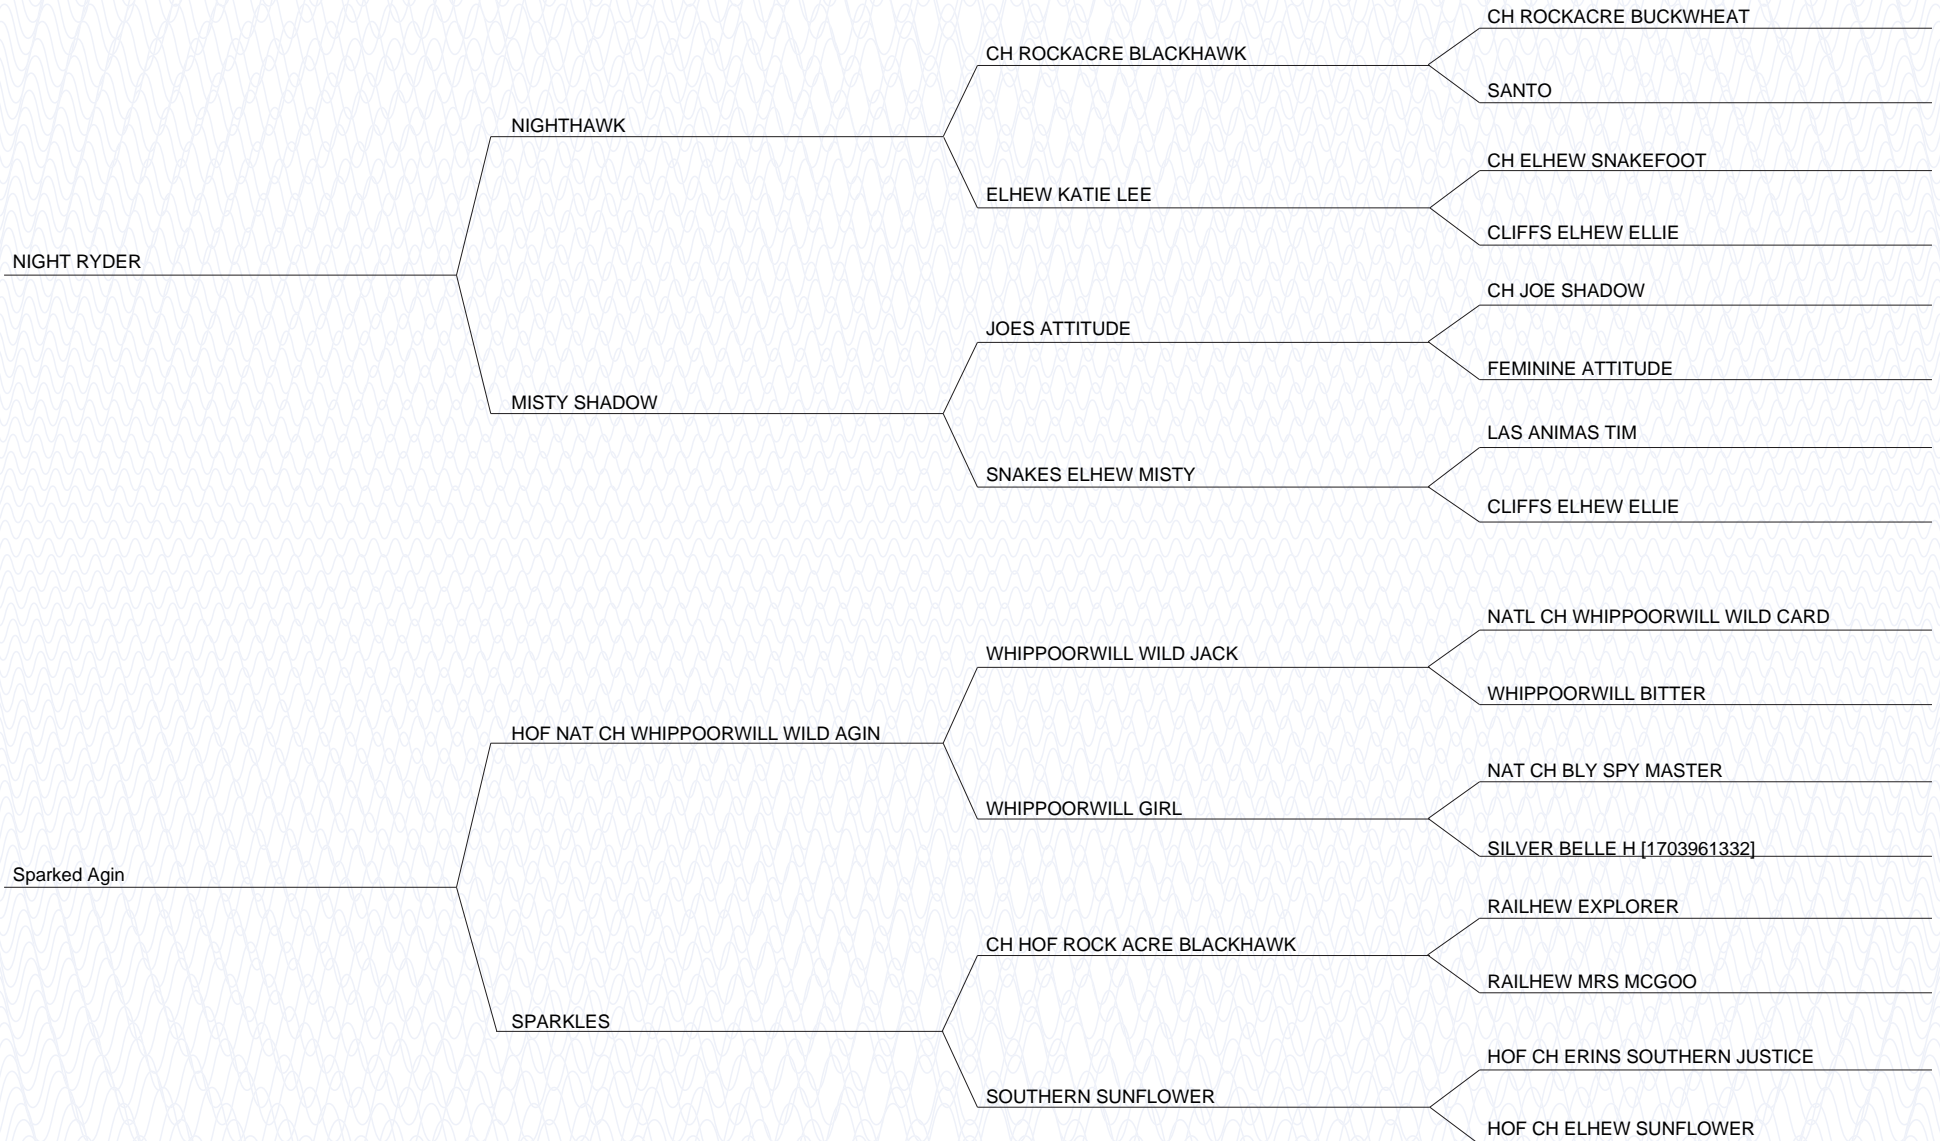 CH ROCKACRE BUCKWHEAT
CH ROCKACRE BLACKHAWK
SANTO
NIGHTHAWK
CH ELHEW SNAKEFOOT
ELHEW KATIE LEE
CLIFFS ELHEW ELLIE
NIGHT RYDER
CH JOE SHADOW
JOES ATTITUDE
FEMININE ATTITUDE
MISTY SHADOW
LAS ANIMAS TIM
SNAKES ELHEW MISTY
CLIFFS ELHEW ELLIE
NATL CH WHIPPOORWILL WILD CARD
WHIPPOORWILL WILD JACK
WHIPPOORWILL BITTER
HOF NAT CH WHIPPOORWILL WILD AGIN
NAT CH BLY SPY MASTER
WHIPPOORWILL GIRL
SILVER BELLE H [1703961332]
Sparked Agin
RAILHEW EXPLORER
CH HOF ROCK ACRE BLACKHAWK
RAILHEW MRS MCGOO
SPARKLES
HOF CH ERINS SOUTHERN JUSTICE
SOUTHERN SUNFLOWER
HOF CH ELHEW SUNFLOWER